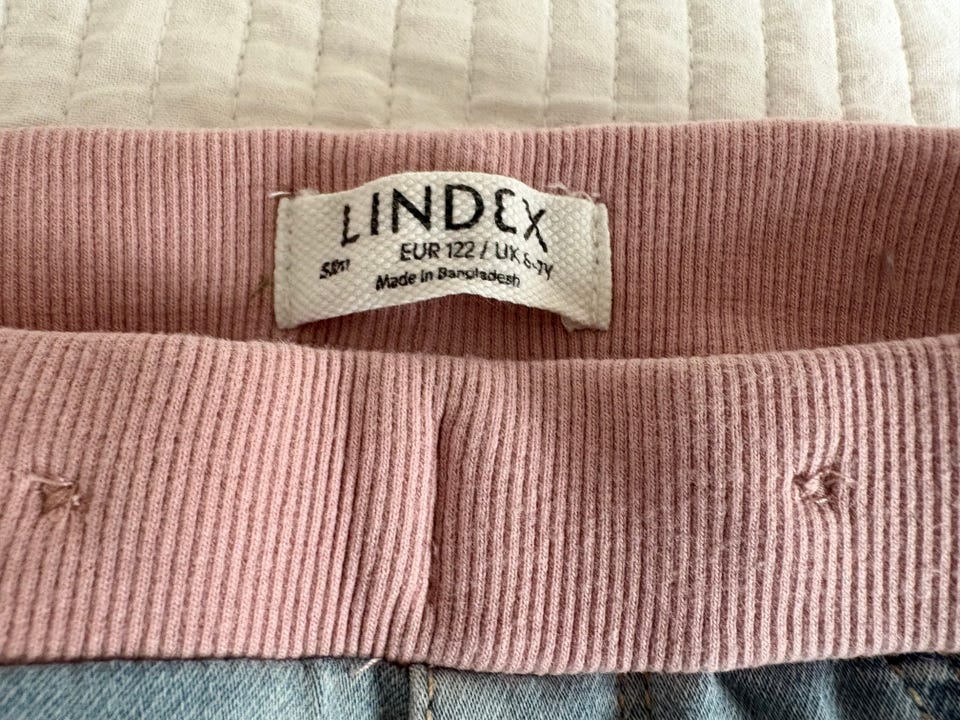 LINDEX
EUR 122 / UK 6-7Y
Made in Bangladesh